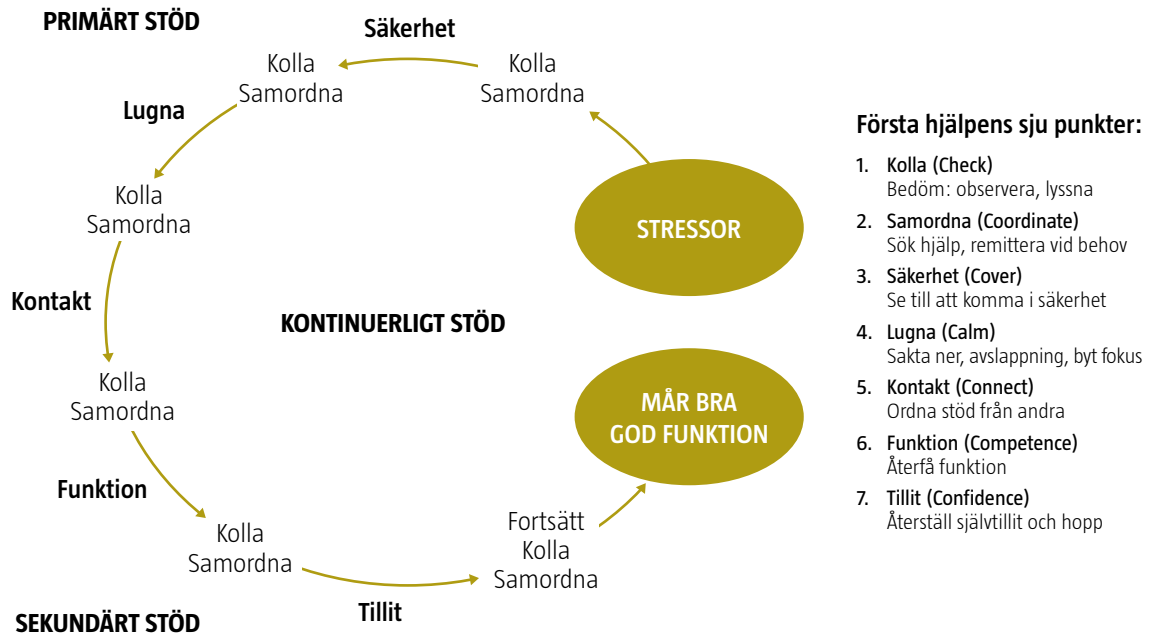 PRIMÄRT STÖD
Säkerhet
Kolla
Samordna
Kolla
Samordna
Lugna
Kolla
Samordna
Kontakt
Kolla
Samordna
Funktion
Kolla
Samordna
Tillit
Fortsätt
Kolla
Samordna
SEKUNDÄRT STÖD
KONTINUERLIGT STÖD
STRESSOR
MÅR BRA
GOD FUNKTION
Första hjälpens sju punkter:
1. Kolla (Check)
Bedöm: observera, lyssna
2. Samordna (Coordinate)
Sök hjälp, remittera vid behov
3. Säkerhet (Cover)
Se till att komma i säkerhet
4. Lugna (Calm)
Sakta ner, avslappning, byt fokus
5. Kontakt (Connect)
Ordna stöd från andra
6. Funktion (Competence)
Återfå funktion
7. Tillit (Confidence)
Återställ självtillit och hopp